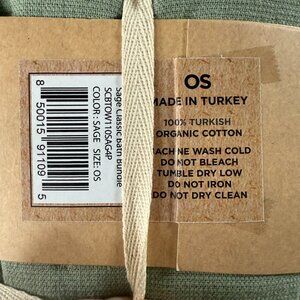 Sage Classic Bath Bundle
SCBTOW110SAG4P
COLOR: SAGE SIZE: OS
8 50015 91109 5
OS
MADE IN TURKEY
100% TURKISH
ORGANIC COTTON
MACHINE WASH COLD
DO NOT BLEACH
TUMBLE DRY LOW
DO NOT IRON
DO NOT DRY CLEAN